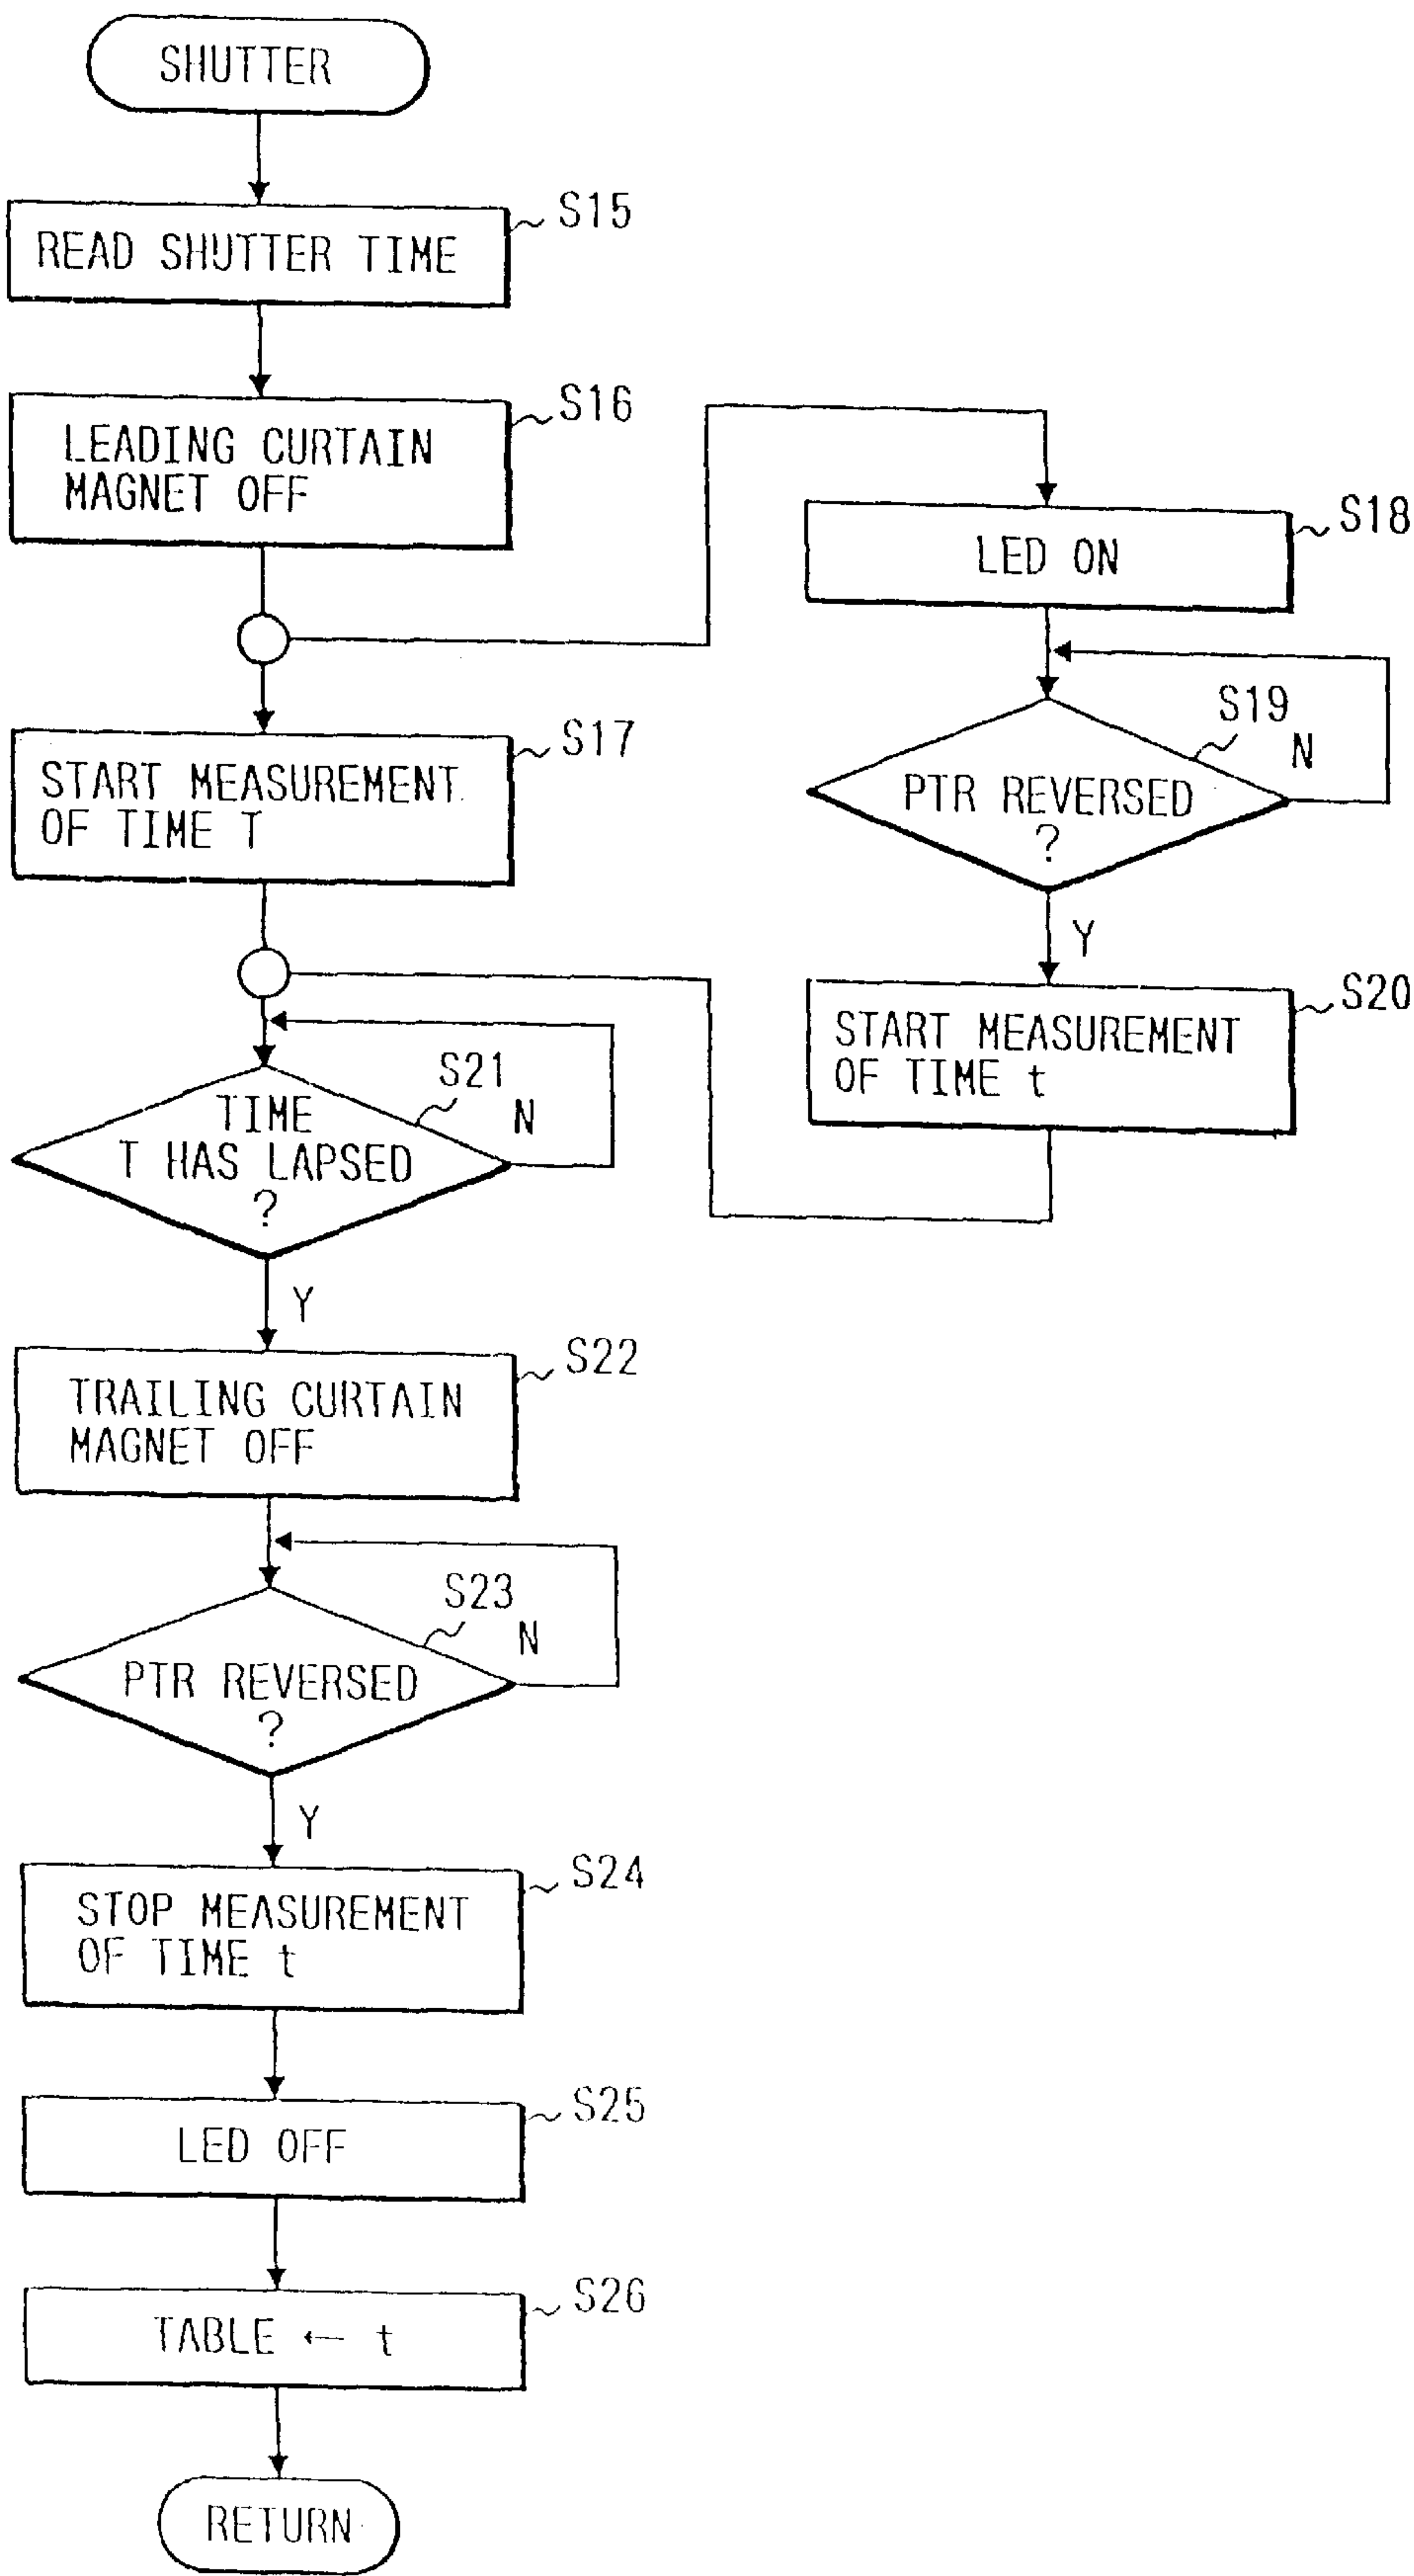 SHUTTER
S15
READ SHUTTER TIME
S16
LEADING CURTAIN
MAGNET OFF
S17
START MEASUREMENT
OF TIME T
S18
LED ON
S19
N
PTR REVERSED
?
Y
S20
START MEASUREMENT
OF TIME t
S21
N
TIME
T HAS LAPSED
?
Y
S22
TRAILING CURTAIN
MAGNET OFF
S23
N
PTR REVERSED
?
Y
S24
STOP MEASUREMENT
OF TIME t
S25
LED OFF
S26
TABLE ← t
RETURN